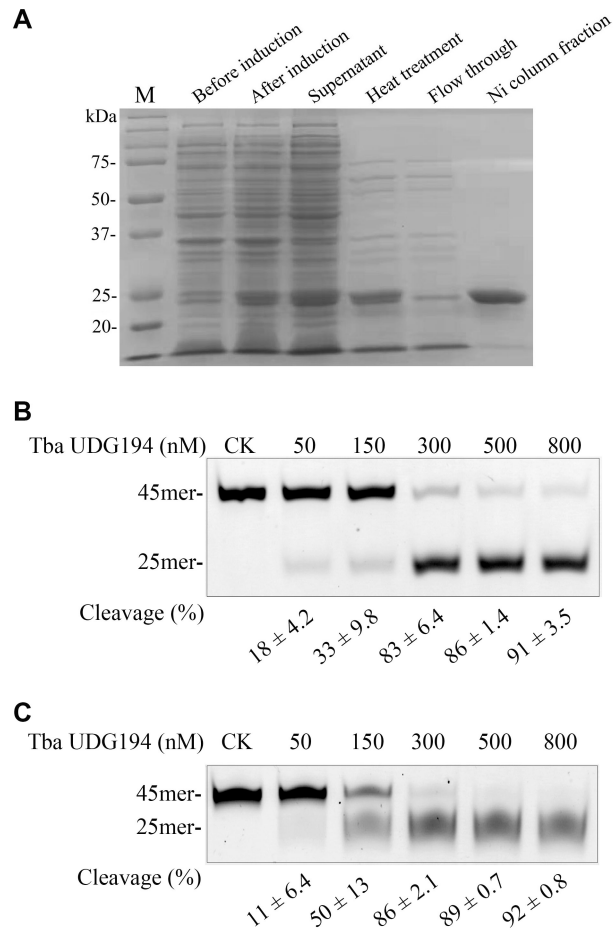 A
M Before induction After induction Supernatant Heat treatment Flow through Ni column fraction
kDa
75-
50-
37-
25-
20-
B
Tba UDG194 (nM) CK 50 150 300 500 800
45mer-
25mer-
Cleavage (%) 18 ± 4.2 33 ± 9.8 83 ± 6.4 86 ± 1.4 91 ± 3.5
C
Tba UDG194 (nM) CK 50 150 300 500 800
45mer-
25mer-
Cleavage (%) 11 ± 6.4 50 ± 13 86 ± 2.1 89 ± 0.7 92 ± 0.8